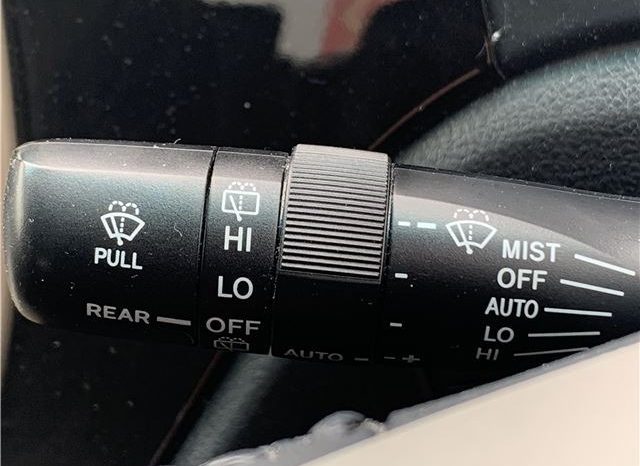 PULL
REAR
HI
LO
OFF
AUTO
- +
MIST
OFF
AUTO
LO
HI